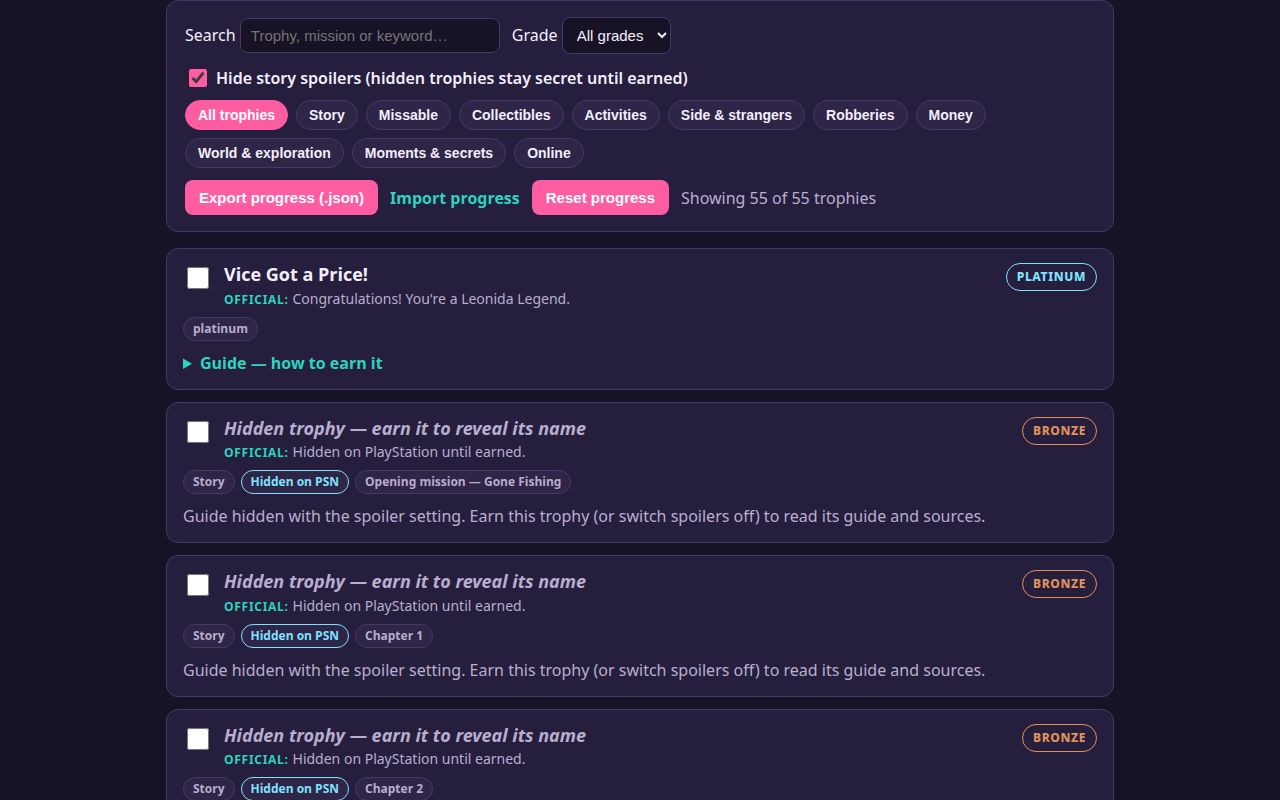 Search Trophy, mission or keyword… Grade All grades
Hide story spoilers (hidden trophies stay secret until earned)
All trophies Story Missable Collectibles Activities Side & strangers Robberies Money
World & exploration Moments & secrets Online
Export progress (.json) Import progress Reset progress Showing 55 of 55 trophies
Vice Got a Price! PLATINUM
OFFICIAL: Congratulations! You're a Leonida Legend.
platinum
Guide — how to earn it
Hidden trophy — earn it to reveal its name BRONZE
OFFICIAL: Hidden on PlayStation until earned.
Story Hidden on PSN Opening mission — Gone Fishing
Guide hidden with the spoiler setting. Earn this trophy (or switch spoilers off) to read its guide and sources.
Hidden trophy — earn it to reveal its name BRONZE
OFFICIAL: Hidden on PlayStation until earned.
Story Hidden on PSN Chapter 1
Guide hidden with the spoiler setting. Earn this trophy (or switch spoilers off) to read its guide and sources.
Hidden trophy — earn it to reveal its name BRONZE
OFFICIAL: Hidden on PlayStation until earned.
Story Hidden on PSN Chapter 2